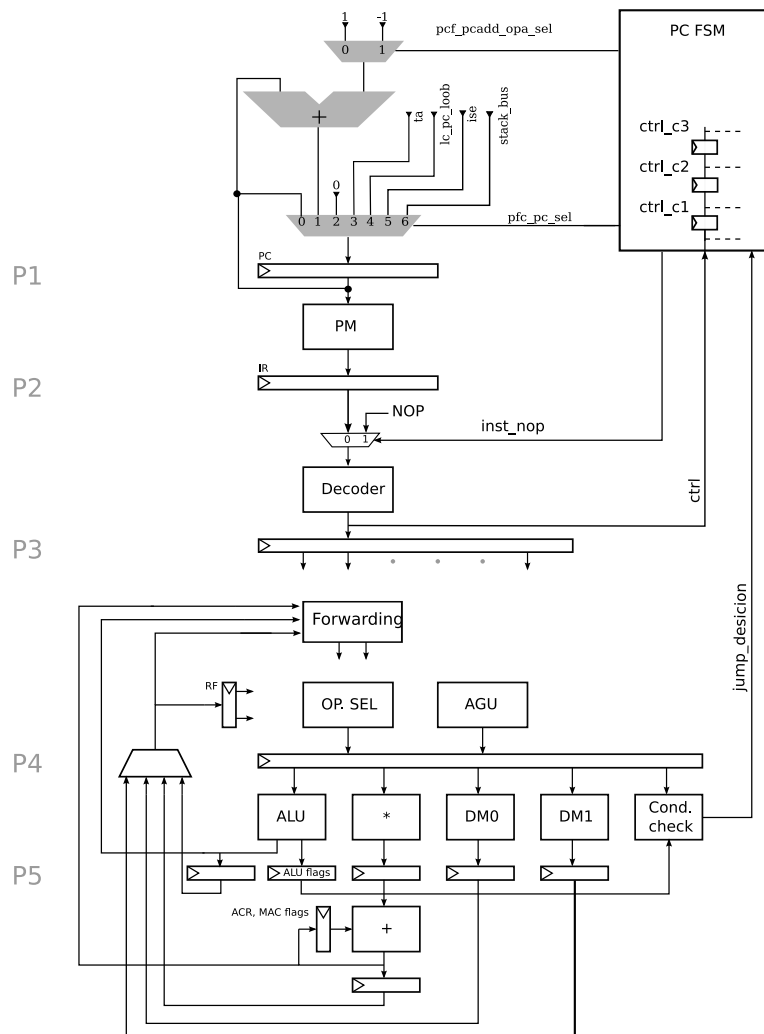 1 -1
pcf_pcadd_opa_sel
PC FSM
0 1
+
ta
lc_pc_loob
ise
stack_bus
ctrl_c3
ctrl_c2
ctrl_c1
0
0 1 2 3 4 5 6
pfc_pc_sel
PC
P1
PM
IR
P2
NOP
0 1
inst_nop
Decoder
ctrl
P3
Forwarding
jump_desicion
RF
OP. SEL
AGU
P4
ALU
*
DM0
DM1
Cond.
check
P5
ALU flags
ACR, MAC flags
+